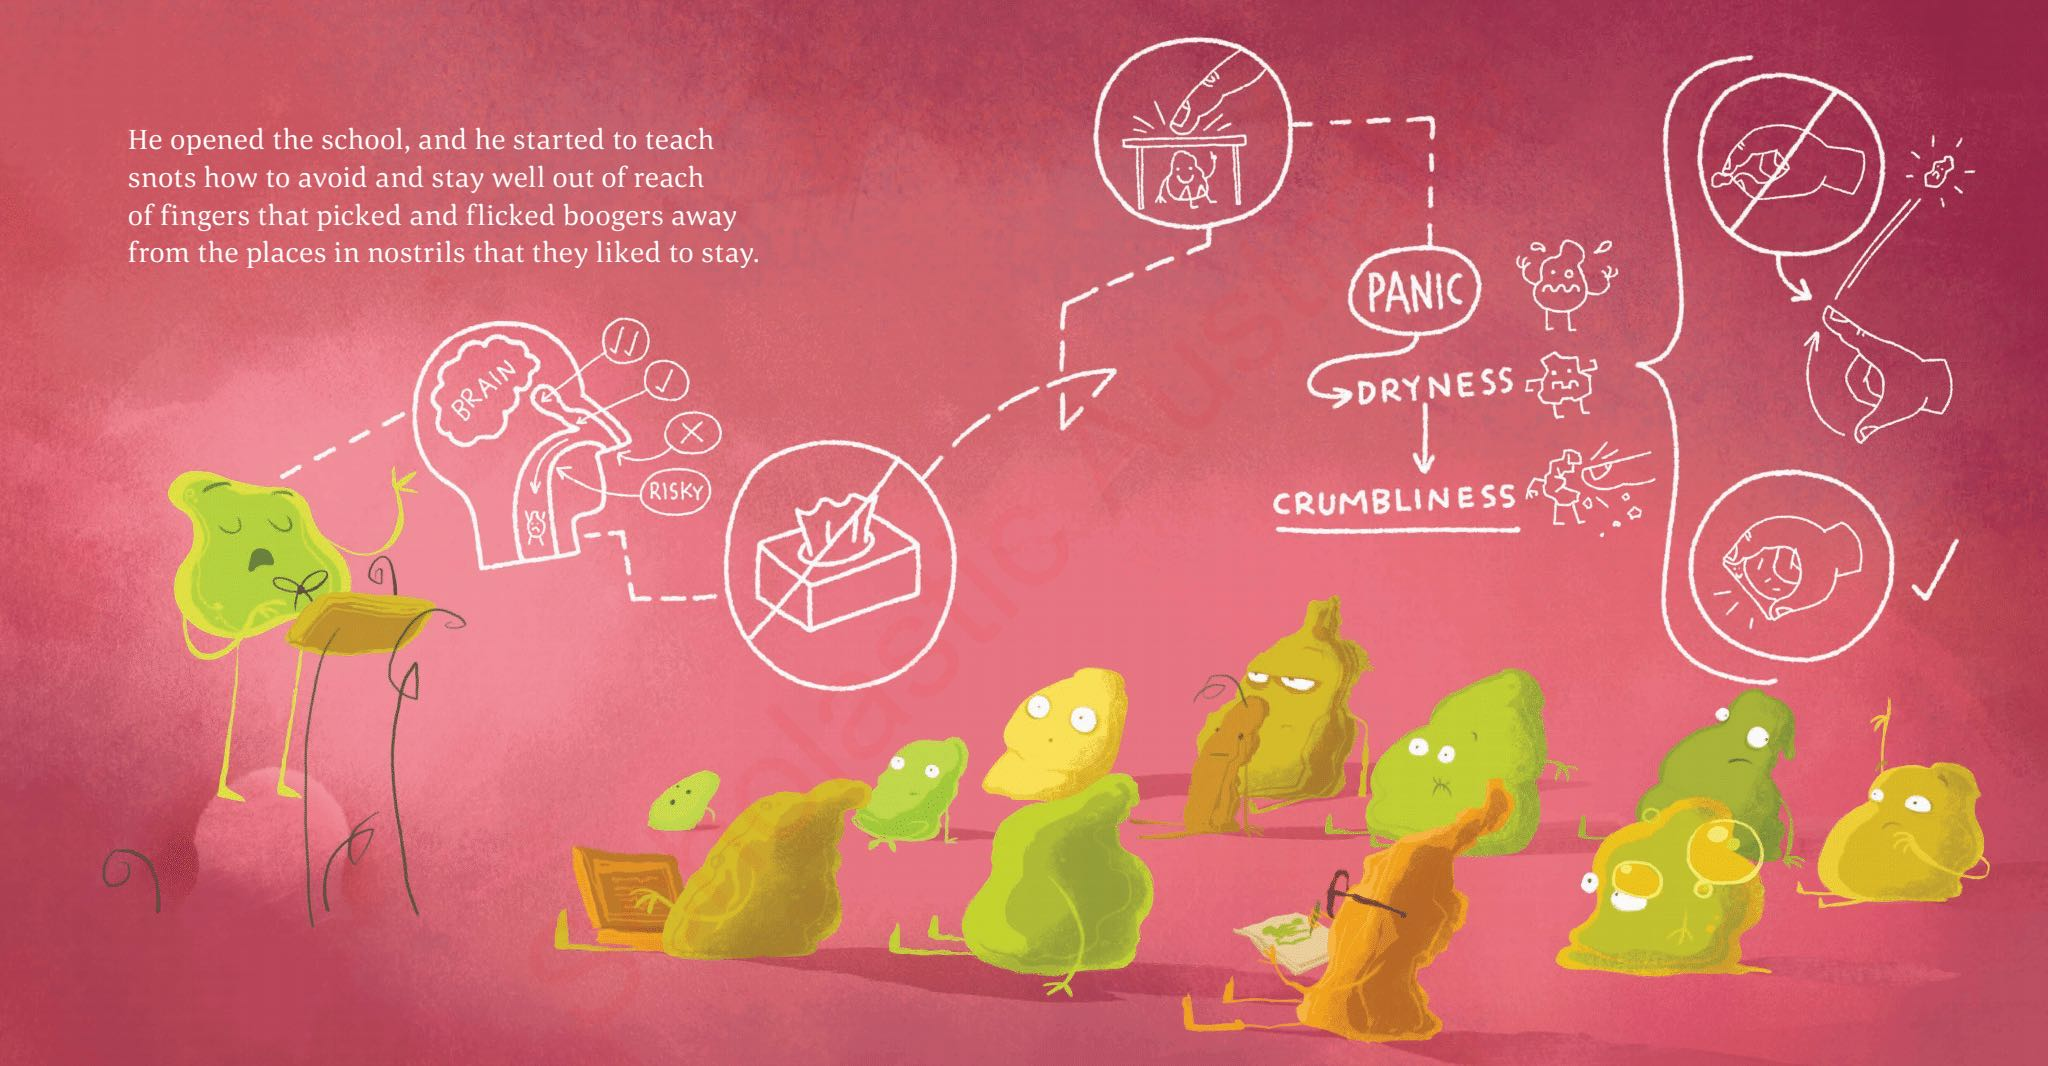 He opened the school, and he started to teach
snots how to avoid and stay well out of reach
of fingers that picked and flicked boogers away
from the places in nostrils that they liked to stay.
BRAIN
RISKY
PANIC
DRYNESS
CRUMBLINESS